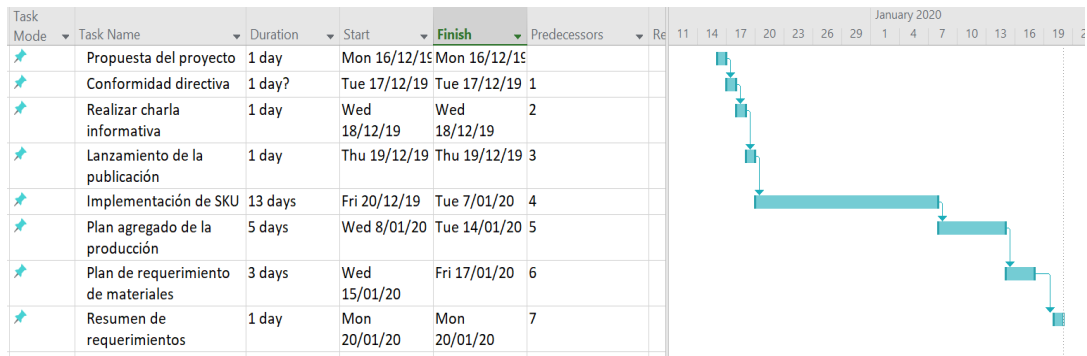 Task Mode Task Name Duration Start Finish Predecessors Re
January 2020
11 14 17 20 23 26 29 1 4 7 10 13 16 19 2
Propuesta del proyecto 1 day Mon 16/12/19 Mon 16/12/19
Conformidad directiva 1 day? Tue 17/12/19 Tue 17/12/19 1
Realizar charla informativa 1 day Wed 18/12/19 Wed 18/12/19 2
Lanzamiento de la publicación 1 day Thu 19/12/19 Thu 19/12/19 3
Implementación de SKU 13 days Fri 20/12/19 Tue 7/01/20 4
Plan agregado de la producción 5 days Wed 8/01/20 Tue 14/01/20 5
Plan de requerimiento de materiales 3 days Wed 15/01/20 Fri 17/01/20 6
Resumen de requerimientos 1 day Mon 20/01/20 Mon 20/01/20 7